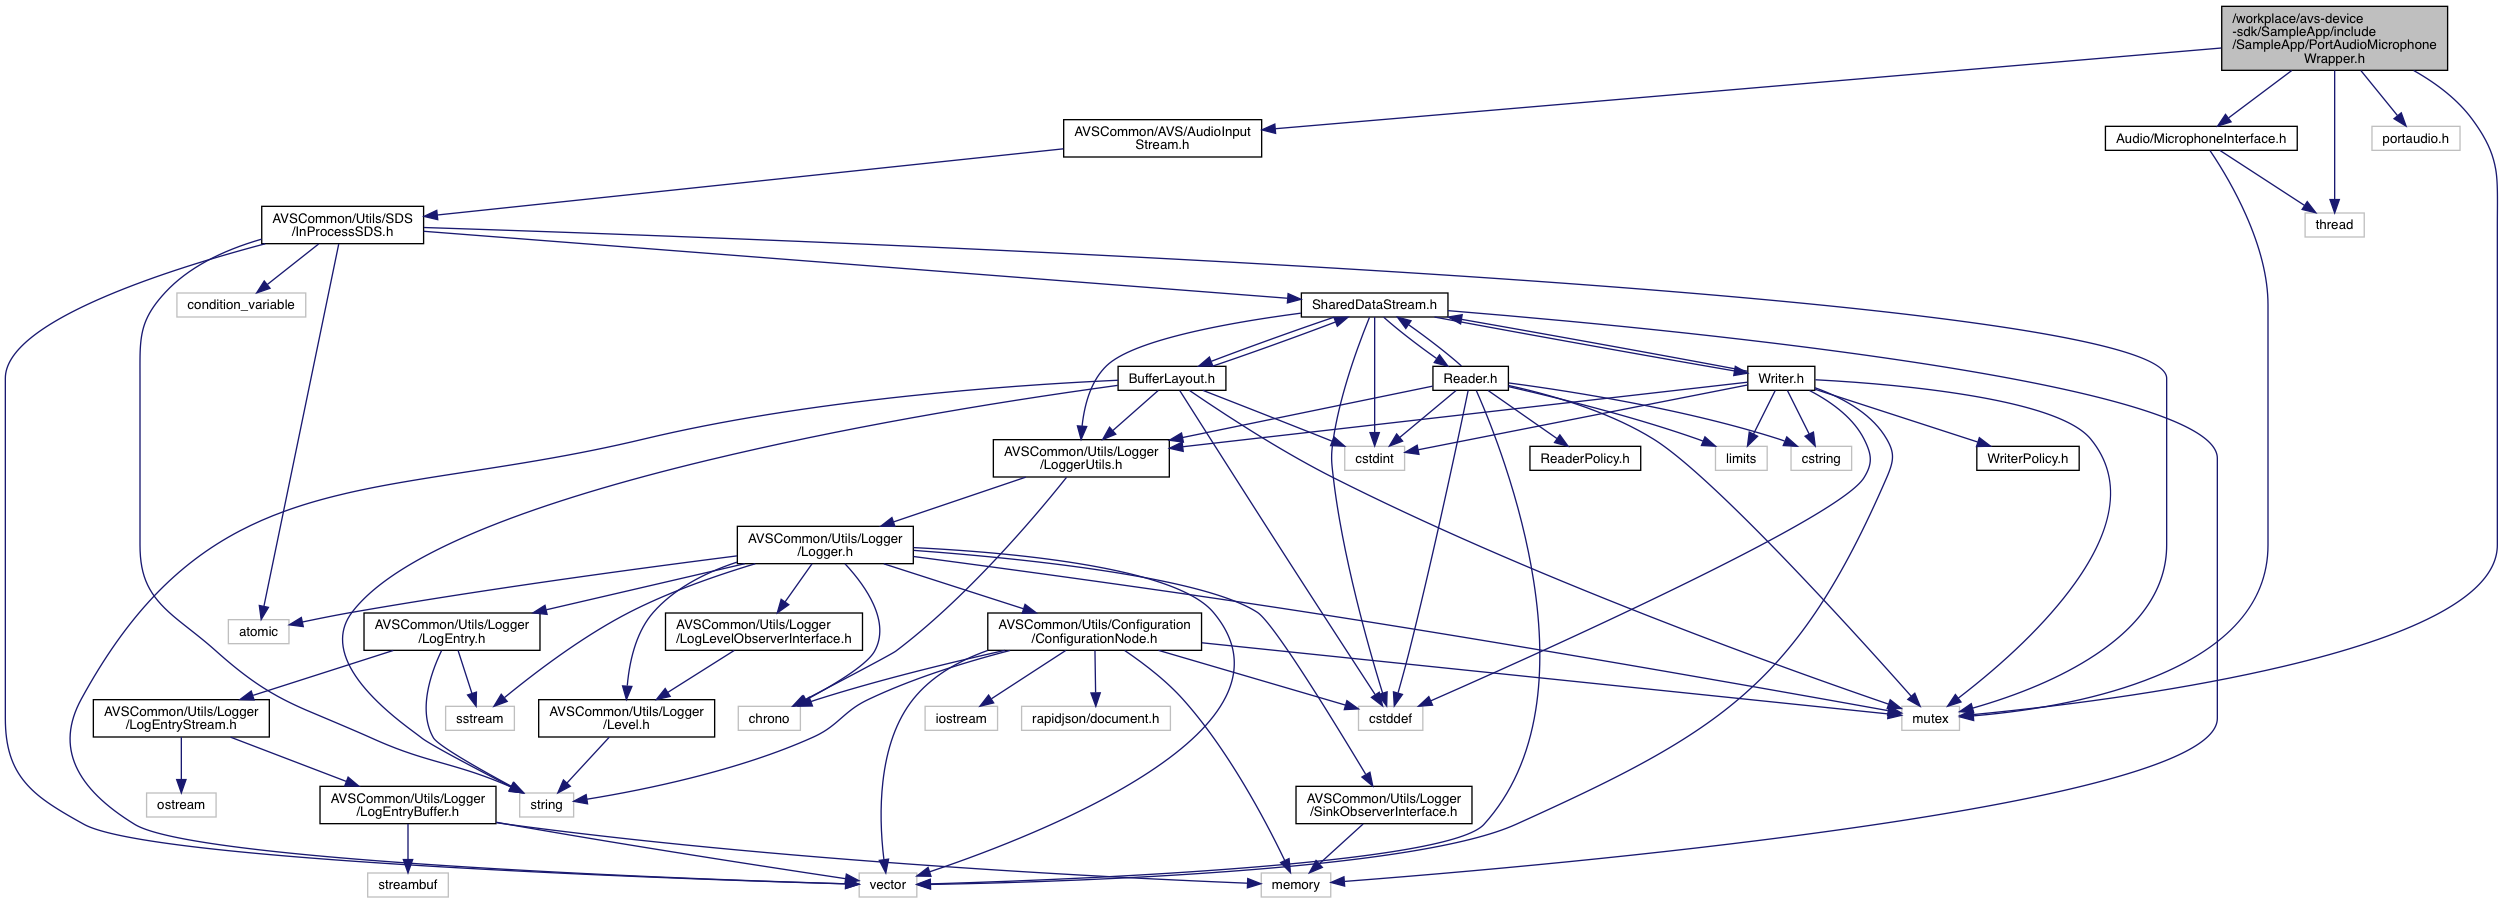 /workplace/avs-device
-sdk/SampleApp/include
/SampleApp/PortAudioMicrophone
Wrapper.h
AVSCommon/AVS/AudioInput
Stream.h
Audio/MicrophoneInterface.h
portaudio.h
AVSCommon/Utils/SDS
/InProcessSDS.h
thread
condition_variable
SharedDataStream.h
BufferLayout.h
Reader.h
Writer.h
AVSCommon/Utils/Logger
/LoggerUtils.h
cstdint
ReaderPolicy.h
limits
cstring
WriterPolicy.h
AVSCommon/Utils/Logger
/Logger.h
atomic
AVSCommon/Utils/Logger
/LogEntry.h
AVSCommon/Utils/Logger
/LogLevelObserverInterface.h
AVSCommon/Utils/Configuration
/ConfigurationNode.h
AVSCommon/Utils/Logger
/LogEntryStream.h
sstream
AVSCommon/Utils/Logger
/Level.h
chrono
iostream
rapidjson/document.h
cstddef
mutex
ostream
AVSCommon/Utils/Logger
/LogEntryBuffer.h
string
AVSCommon/Utils/Logger
/SinkObserverInterface.h
streambuf
vector
memory